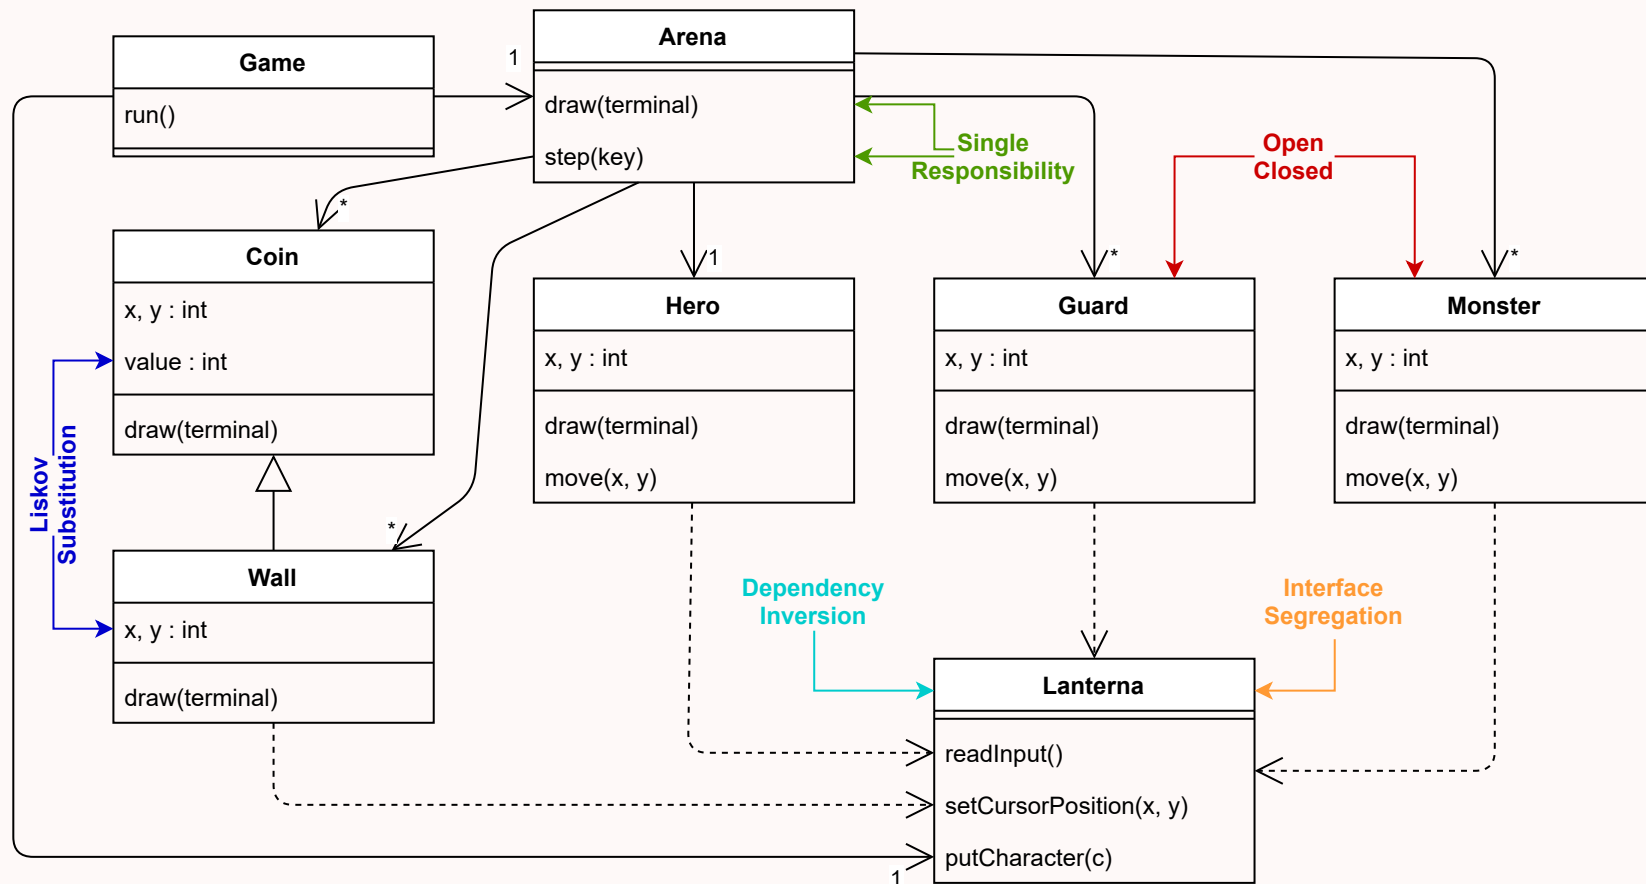 Game
run()
1
Arena
draw(terminal)
step(key)
Single
Responsibility
Open
Closed
*
Coin
x, y : int
value : int
draw(terminal)
1
Hero
x, y : int
draw(terminal)
move(x, y)
*
Guard
x, y : int
draw(terminal)
move(x, y)
*
Monster
x, y : int
draw(terminal)
move(x, y)
Liskov
Substitution
*
Wall
x, y : int
draw(terminal)
Dependency
Inversion
Interface
Segregation
Lanterna
readInput()
setCursorPosition(x, y)
putCharacter(c)
1